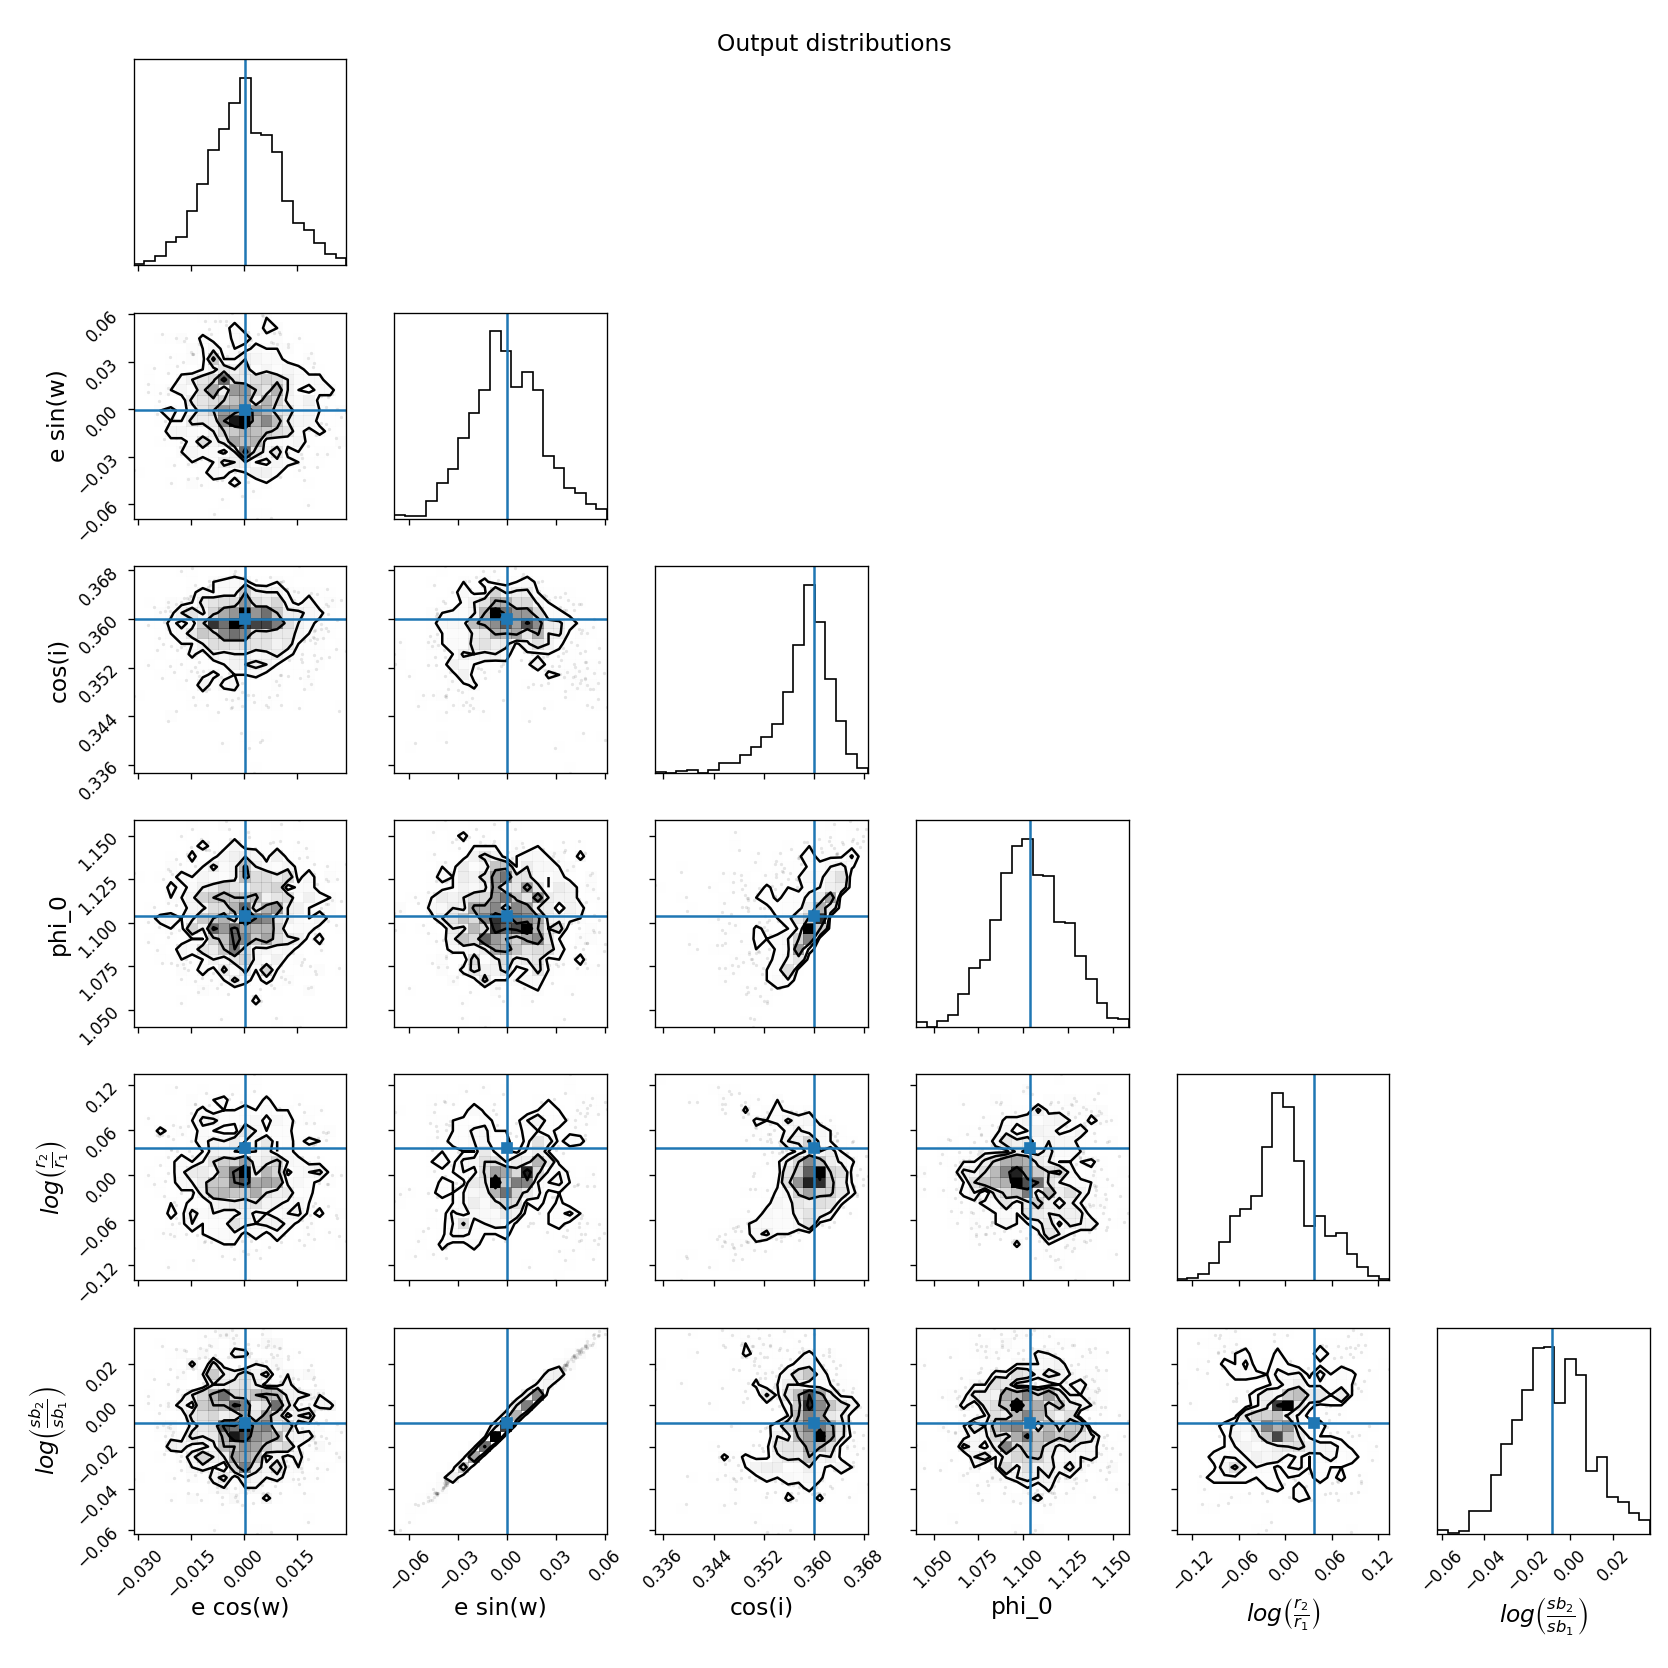 Output distributions
e sin(w)
0.06
0.03
0.00
−0.03
−0.06
cos(i)
0.368
0.360
0.352
0.344
0.336
phi_0
1.150
1.125
1.100
1.075
1.050
log(r₂/r₁)
0.12
0.06
0.00
−0.06
−0.12
log(sb₂/sb₁)
0.02
0.00
−0.02
−0.04
−0.06
−0.030 −0.015 0.000 0.015
−0.06 −0.03 0.00 0.03 0.06
0.336 0.344 0.352 0.360 0.368
1.050 1.075 1.100 1.125 1.150
−0.12 −0.06 0.00 0.06 0.12
−0.06 −0.04 −0.02 0.00 0.02
e cos(w)
e sin(w)
cos(i)
phi_0
log(r₂/r₁)
log(sb₂/sb₁)